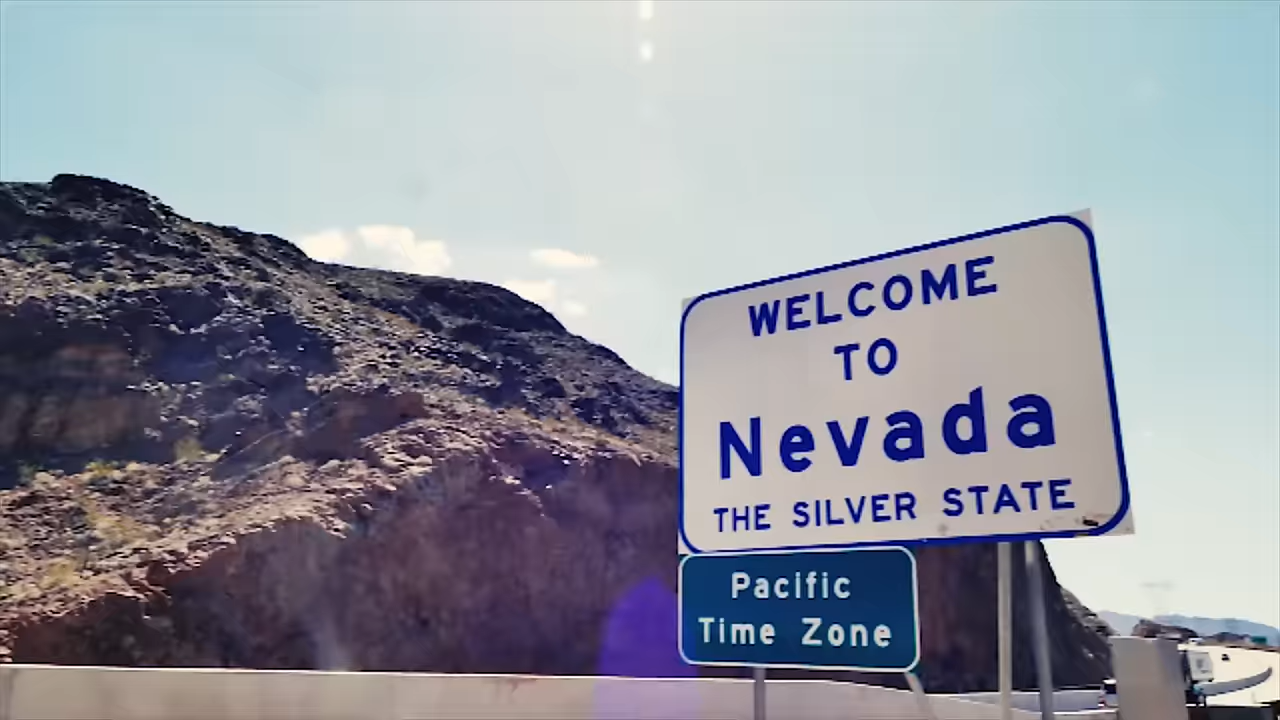 WELCOME
TO
Nevada
THE SILVER STATE
Pacific
Time Zone